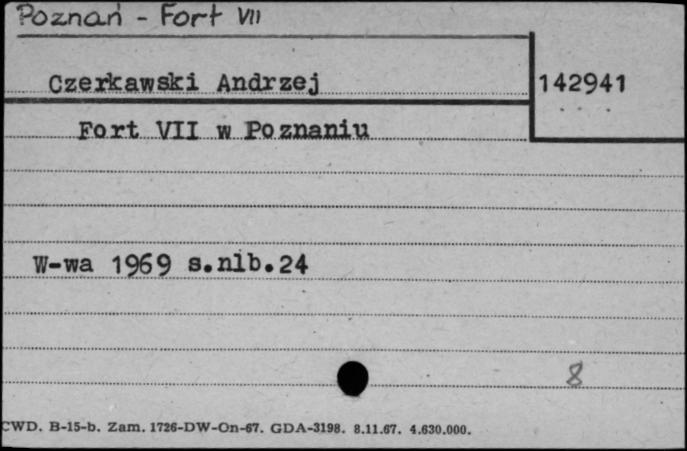 Poznań - Fort VII
Czerkawski Andrzej 142941
Fort VII w Poznaniu
W-wa 1969 s.nlb.24
8
CWD. B-15-b. Zam. 1726-DW-On-67. GDA-3198. 8.11.67. 4.630.000.